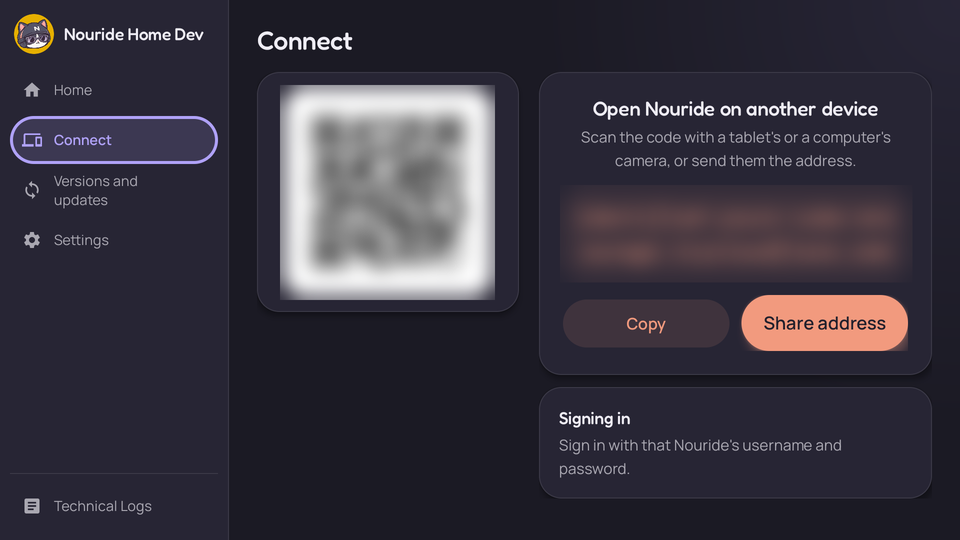 Nouride Home Dev
Home
Connect
Versions and
updates
Settings
Technical Logs
Connect
Open Nouride on another device
Scan the code with a tablet's or a computer's
camera, or send them the address.
Copy
Share address
Signing in
Sign in with that Nouride's username and
password.